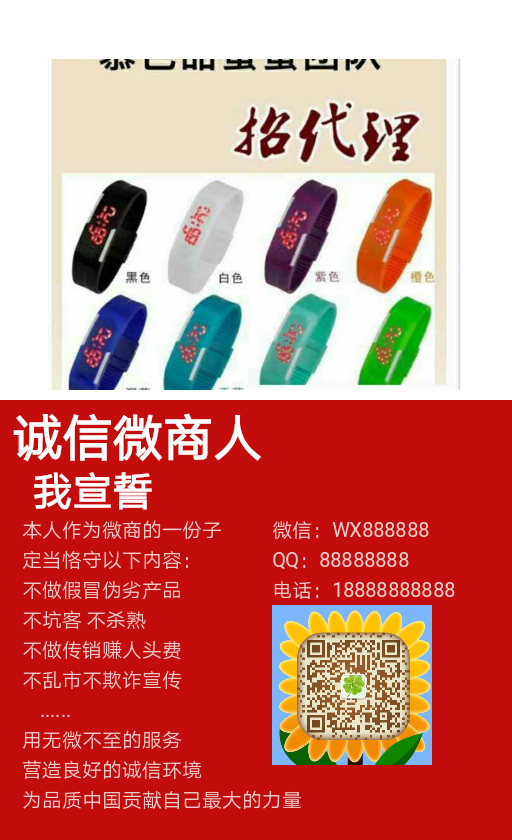 招代理
黑色
白色
紫色
橙色
诚信微商人
我宣誓
本人作为微商的一份子
定当恪守以下内容：
不做假冒伪劣产品
不坑客 不杀熟
不做传销赚人头费
不乱市不欺诈宣传
......
用无微不至的服务
营造良好的诚信环境
为品质中国贡献自己最大的力量
微信：WX888888
QQ：88888888
电话：18888888888